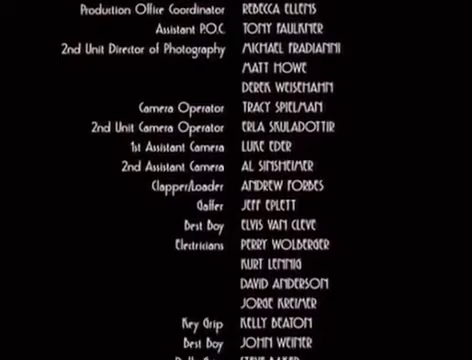 Production Office Coordinator REBECCA ELLENS
Assistant P.O.C TONY FAULKNER
2nd Unit Director of Photography MICHAEL FRADIANNI
MATT HOWE
DEREK WEISEMANN
Camera Operator TRACY SPIELMAN
2nd Unit Camera Operator ERLA SKULADOTTIR
1st Assistant Camera LUKE EDER
2nd Assistant Camera AL SINSHEIMER
Clapper/Loader ANDREW FORBES
Gaffer JEFF EPLETT
Best Boy ELVIS VAN CLEVE
Electricians PERRY WOLBERGER
KURT LENNIG
DAVID ANDERSON
JORGE KREIMER
Key Grip KELLY BEATON
Best Boy JOHN WEINER